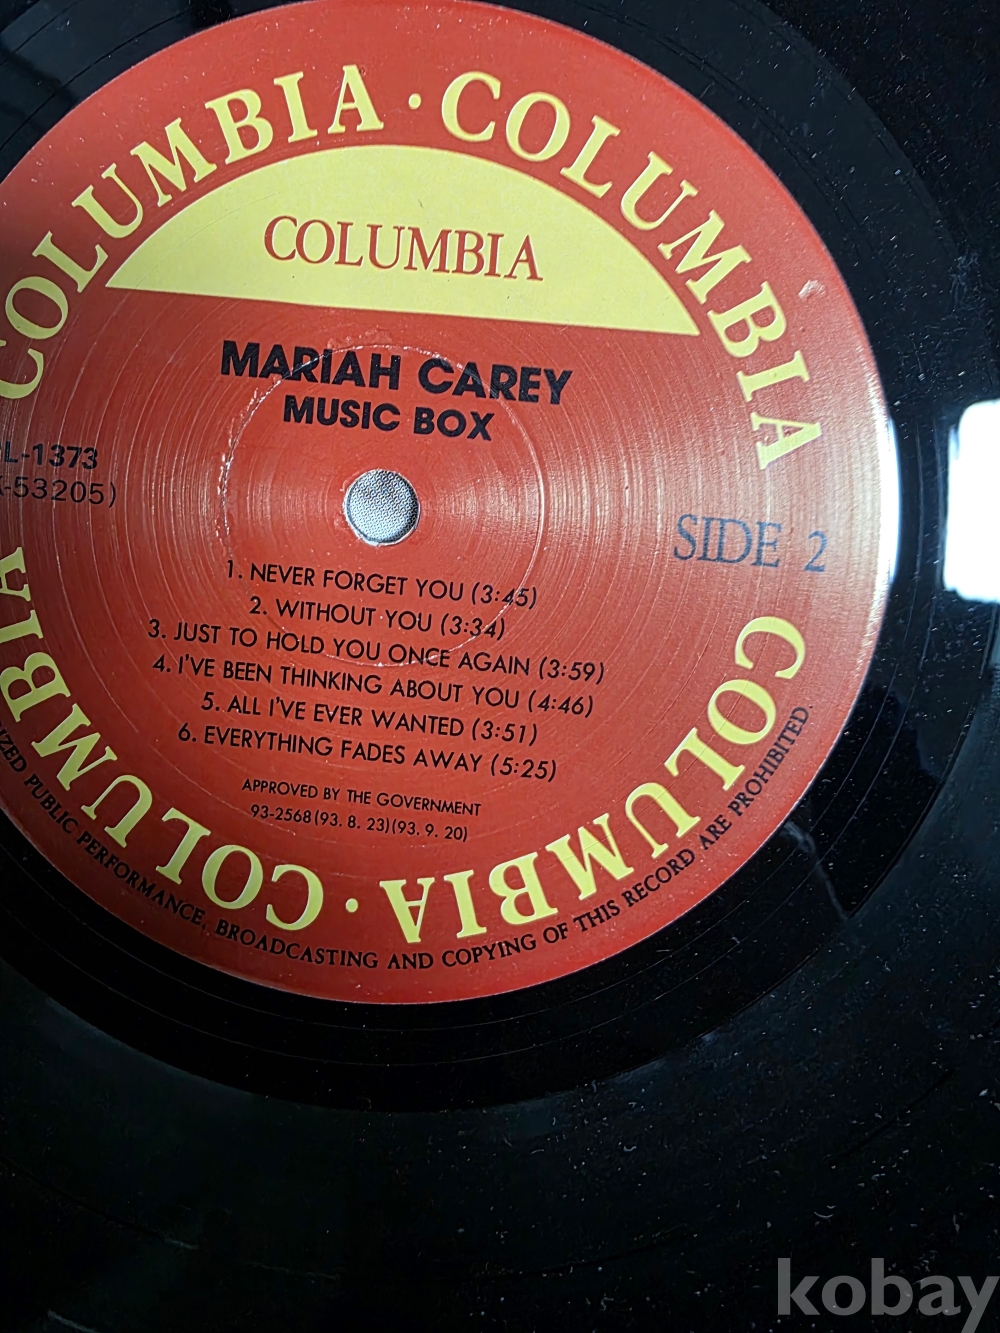 COLUMBIA · COLUMBIA
COLUMBIA
MARIAH CAREY
MUSIC BOX
L-1373
-53205)
SIDE 2
1. NEVER FORGET YOU (3:45)
2. WITHOUT YOU (3:34)
3. JUST TO HOLD YOU ONCE AGAIN (3:59)
4. I'VE BEEN THINKING ABOUT YOU (4:46)
5. ALL I'VE EVER WANTED (3:51)
6. EVERYTHING FADES AWAY (5:25)
APPROVED BY THE GOVERNMENT
93-2568(93. 8. 23)(93. 9. 20)
COLUMBIA · COLUMBIA
PUBLIC PERFORMANCE, BROADCASTING AND COPYING OF THIS RECORD ARE PROHIBITED.
kobay